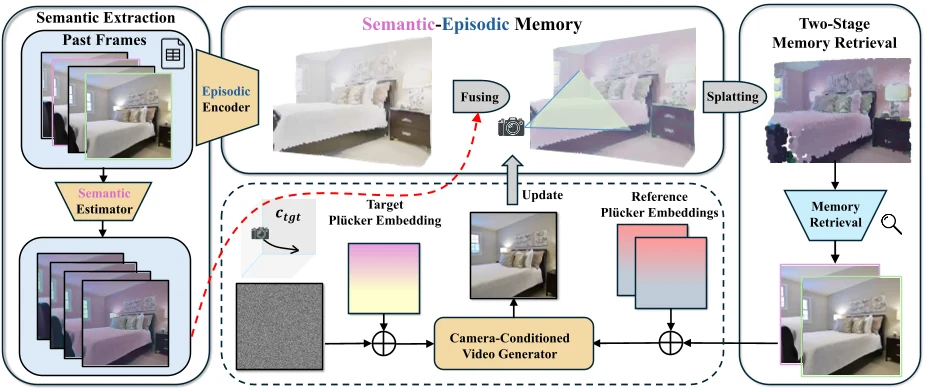 Semantic Extraction
Past Frames
Episodic
Encoder
Semantic
Estimator
Semantic-Episodic Memory
Fusing
Splatting
Two-Stage
Memory Retrieval
Memory
Retrieval
c_tgt
Target
Plücker Embedding
Update
Reference
Plücker Embeddings
Camera-Conditioned
Video Generator